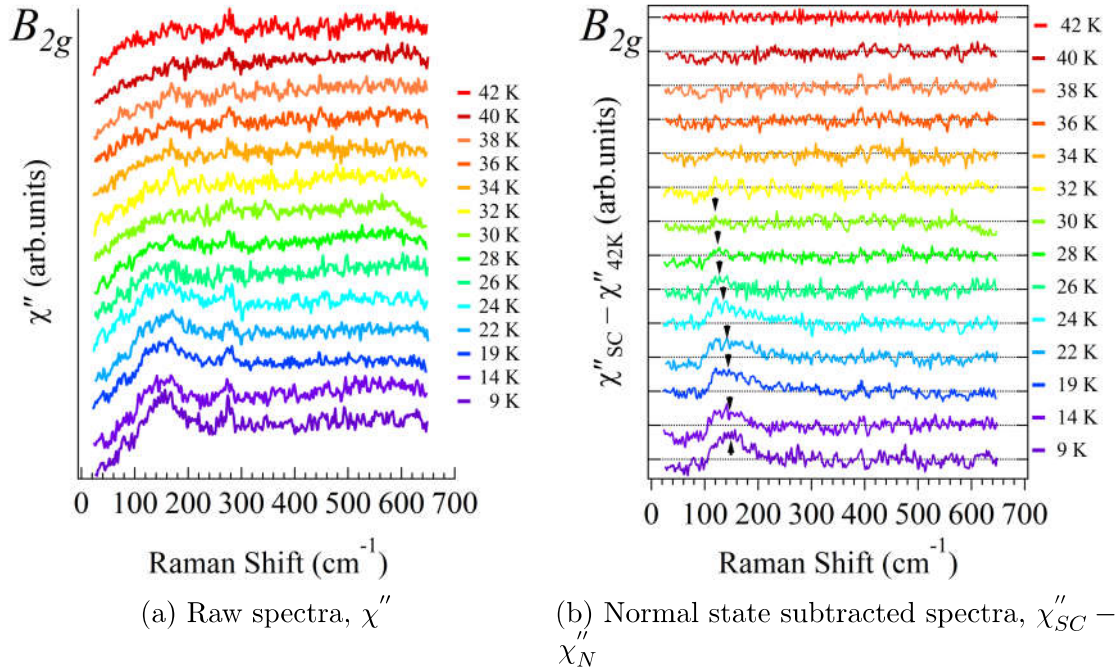 B2g
χ″ (arb.units)
42 K
40 K
38 K
36 K
34 K
32 K
30 K
28 K
26 K
24 K
22 K
19 K
14 K
9 K
0 100 200 300 400 500 600 700
Raman Shift (cm-1)
(a) Raw spectra, χ″
B2g
χ″SC − χ″42K (arb.units)
42 K
40 K
38 K
36 K
34 K
32 K
30 K
28 K
26 K
24 K
22 K
19 K
14 K
9 K
0 100 200 300 400 500 600 700
Raman Shift (cm-1)
(b) Normal state subtracted spectra, χ″SC −
χ″N